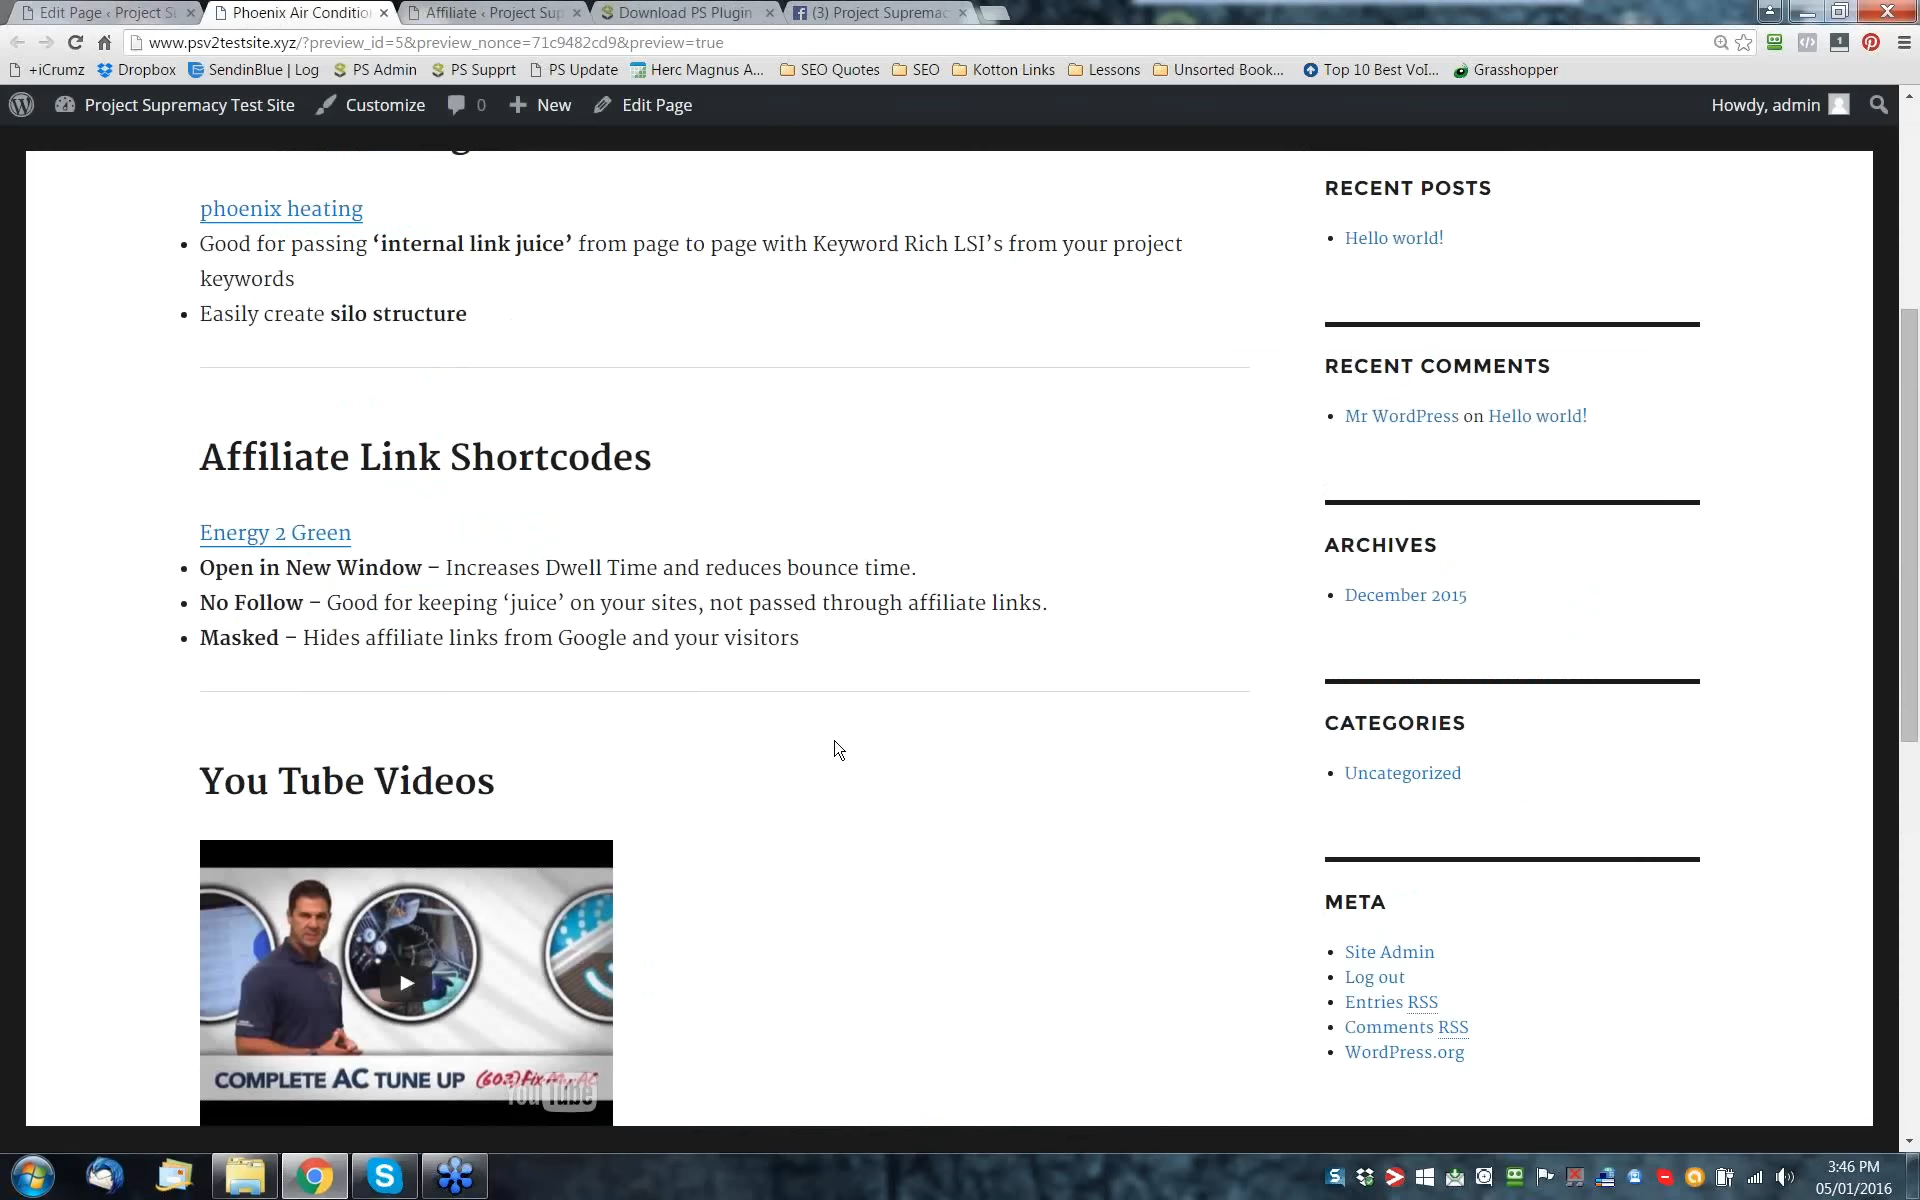 Edit Page ‹ Project S
Phoenix Air Conditio
Affiliate ‹ Project Sup
Download PS Plugin
(3) Project Supremac
www.psv2testsite.xyz/?preview_id=5&preview_nonce=71c9482cd9&preview=true
+iCrumz
Dropbox
SendinBlue | Log
PS Admin
PS Supprt
PS Update
Herc Magnus A...
SEO Quotes
SEO
Kotton Links
Lessons
Unsorted Book...
Top 10 Best VoI...
Grasshopper
Project Supremacy Test Site
Customize
0
New
Edit Page
Howdy, admin
phoenix heating
Good for passing ‘internal link juice’ from page to page with Keyword Rich LSI’s from your project
keywords
Easily create silo structure
Affiliate Link Shortcodes
Energy 2 Green
Open in New Window – Increases Dwell Time and reduces bounce time.
No Follow – Good for keeping ‘juice’ on your sites, not passed through affiliate links.
Masked – Hides affiliate links from Google and your visitors
You Tube Videos
COMPLETE AC TUNE UP (602) Fix-My-AC
YouTube
RECENT POSTS
Hello world!
RECENT COMMENTS
Mr WordPress on Hello world!
ARCHIVES
December 2015
CATEGORIES
Uncategorized
META
Site Admin
Log out
Entries RSS
Comments RSS
WordPress.org
3:46 PM
05/01/2016